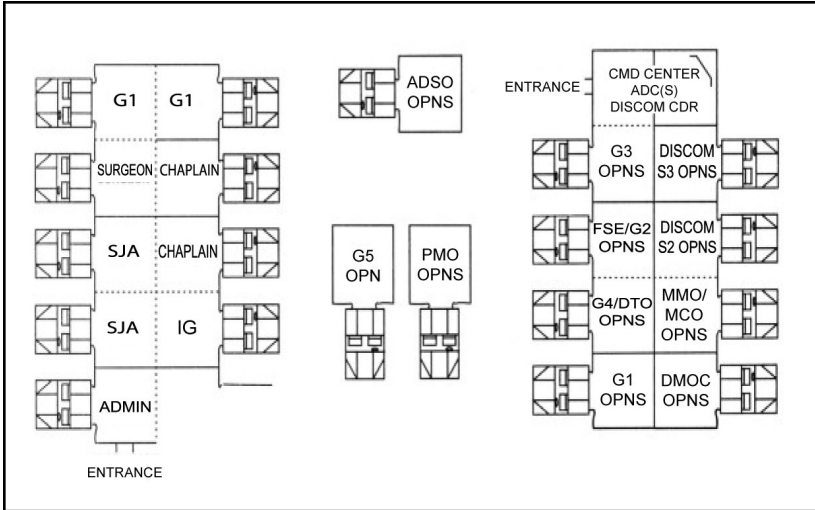 G1
G1
SURGEON
CHAPLAIN
SJA
CHAPLAIN
SJA
IG
ADMIN
ENTRANCE
ADSO
OPNS
G5
OPN
PMO
OPNS
ENTRANCE
CMD CENTER
ADC(S)
DISCOM CDR
G3
OPNS
DISCOM
S3 OPNS
FSE/G2
OPNS
DISCOM
S2 OPNS
G4/DTO
OPNS
MMO/
MCO
OPNS
G1
OPNS
DMOC
OPNS